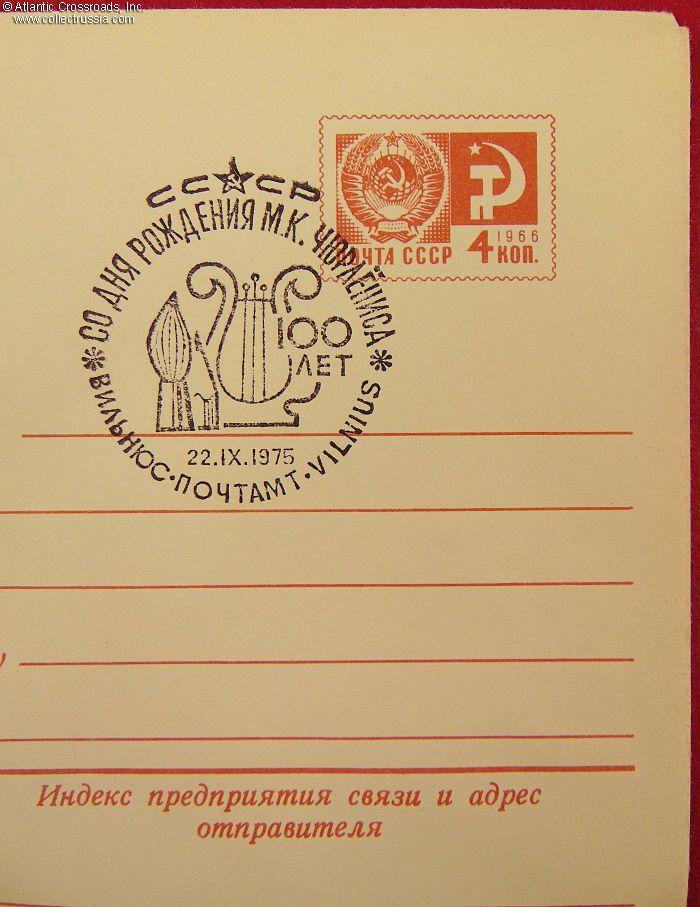 © Atlantic Crossroads, Inc.
www.collectrussia.com
СССР
СО ДНЯ РОЖДЕНИЯ М.К. ЧЮРЛЁНИСА
100
ЛЕТ
22.IX.1975
ВИЛЬНЮС · ПОЧТАМТ · VILNIUS
1966
ПОЧТА СССР 4 КОП.
Индекс предприятия связи и адрес
отправителя